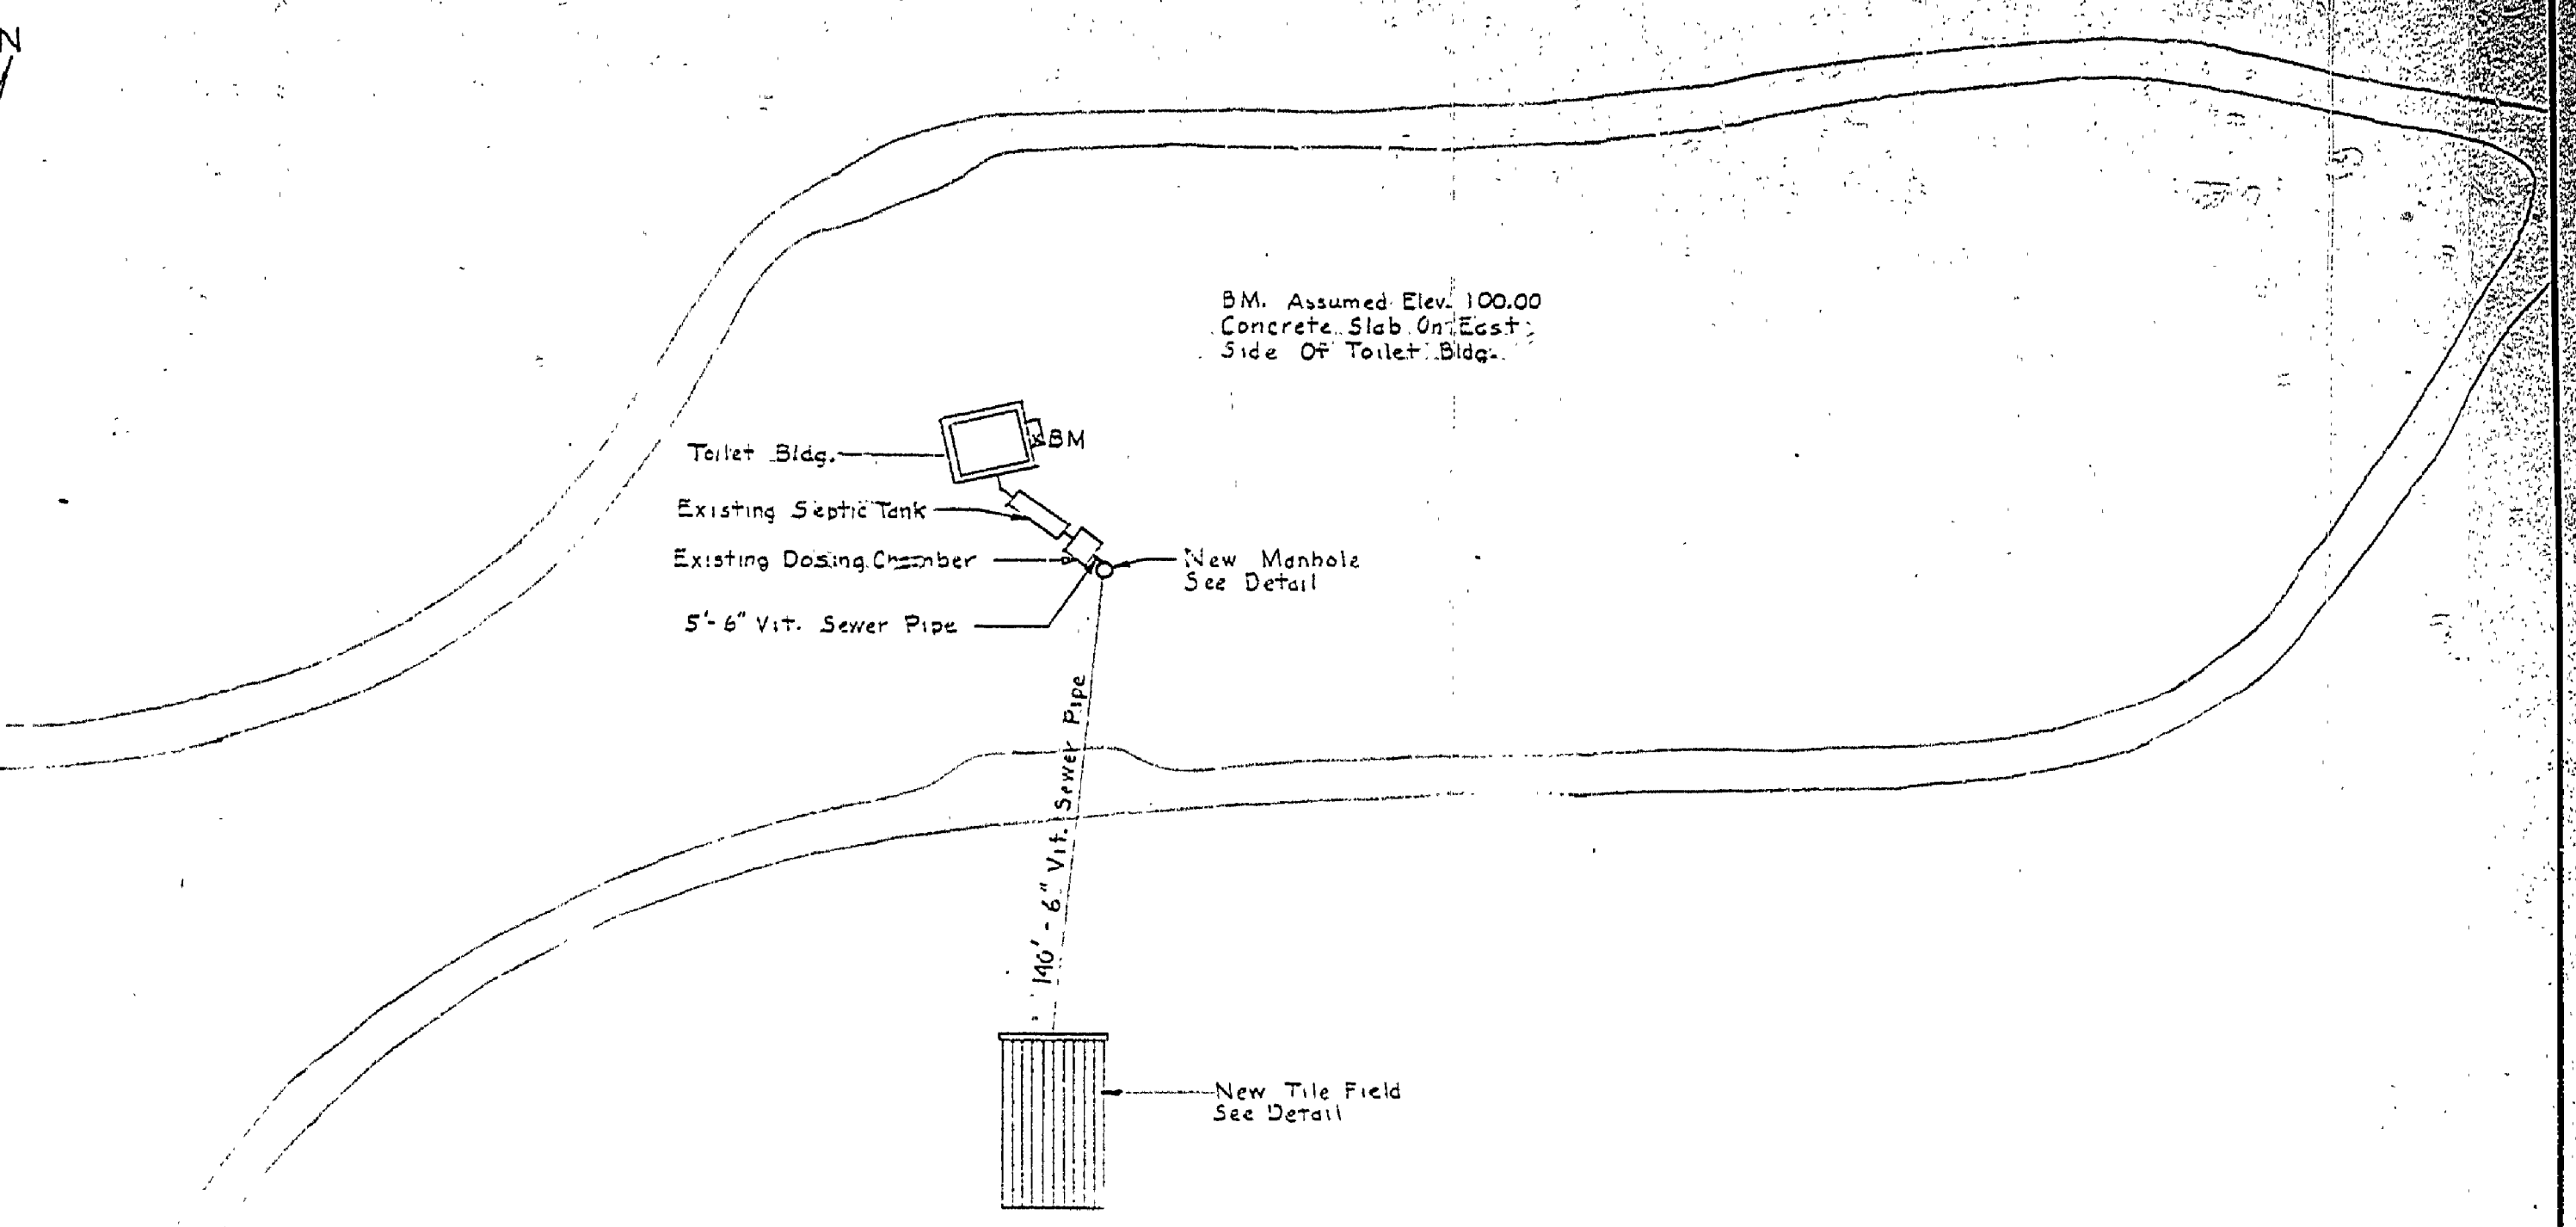 N
BM. Assumed Elev. 100.00
Concrete Slab On East
Side Of Toilet Bldg.
BM
Toilet Bldg.
Existing Septic Tank
Existing Dosing Chamber
New Manhole
See Detail
5'-6" Vit. Sewer Pipe
140'-6" Vit. Sewer Pipe
New Tile Field
See Detail